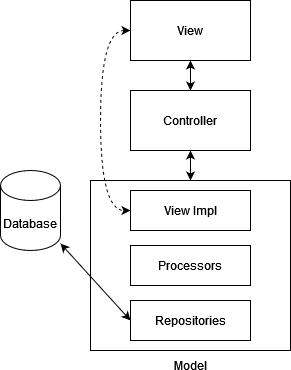 View
Controller
View Impl
Database
Processors
Repositories
Model